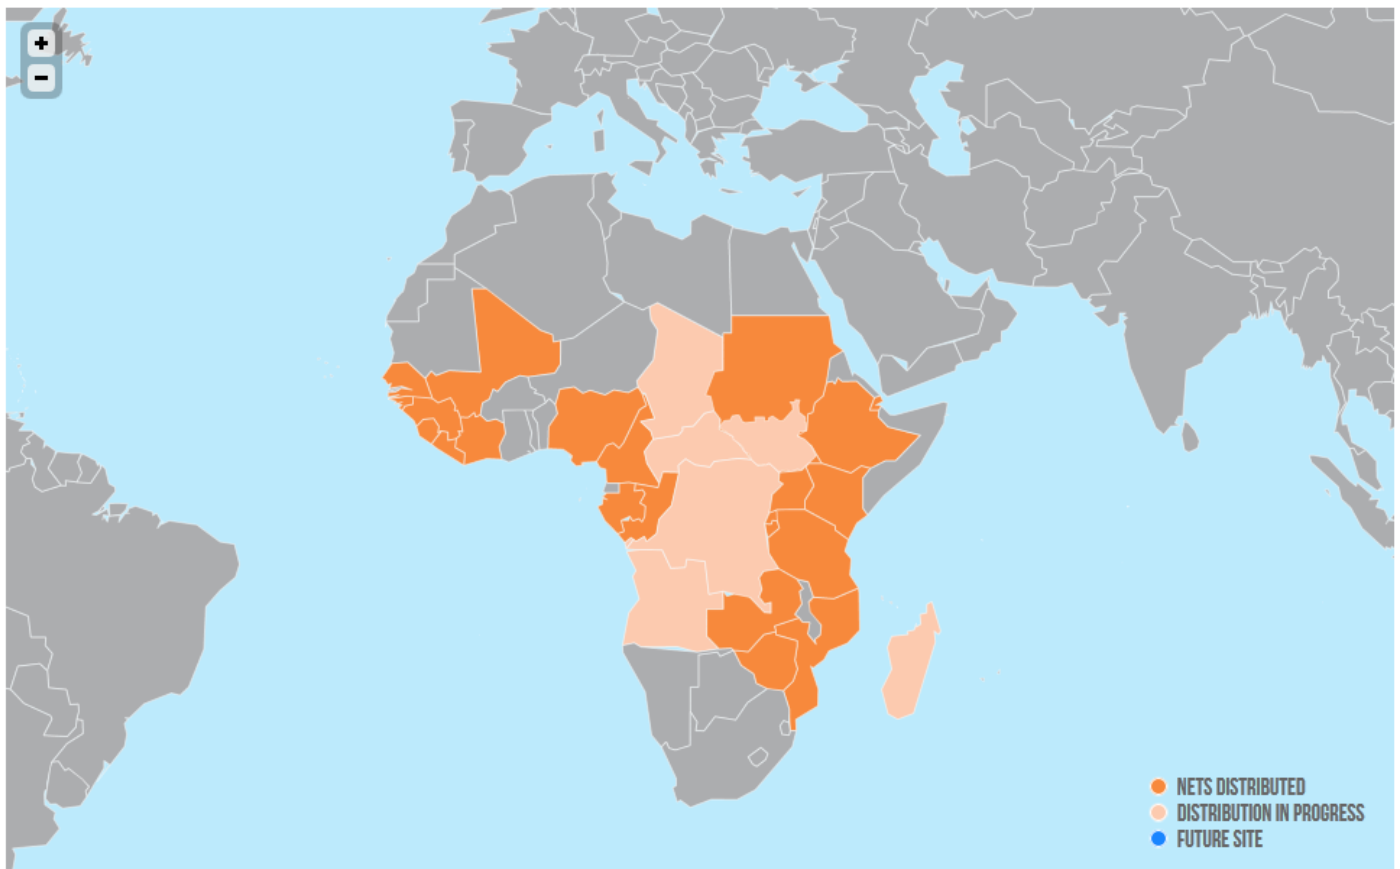 +
−
NETS DISTRIBUTED
DISTRIBUTION IN PROGRESS
FUTURE SITE